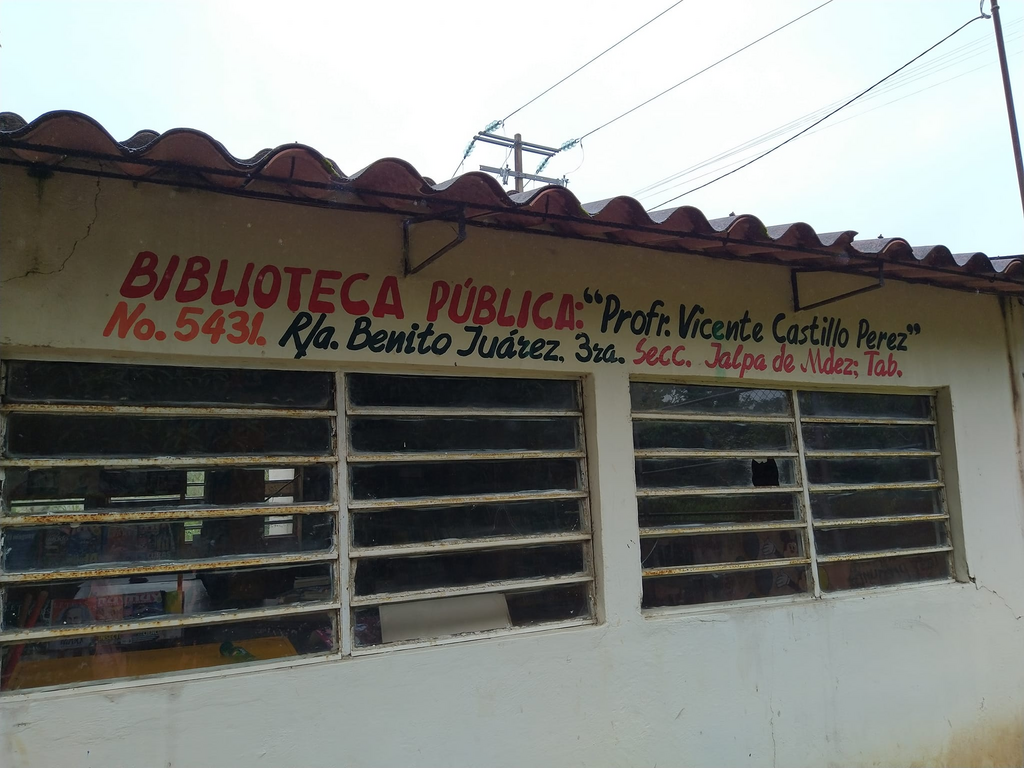 BIBLIOTECA PÚBLICA: "Profr. Vicente Castillo Perez"
No. 5431. R/a. Benito Juárez. 3ra. Secc. Jalpa de Mdez; Tab.